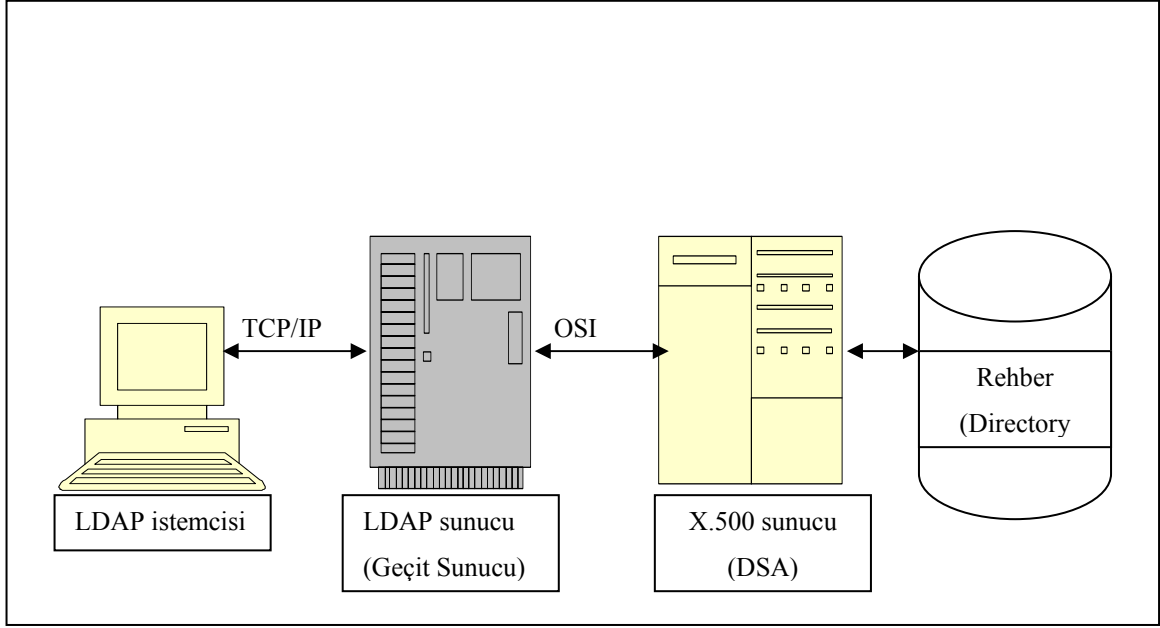 TCP/IP
OSI
Rehber
(Directory
LDAP istemcisi
LDAP sunucu
(Geçit Sunucu)
X.500 sunucu
(DSA)